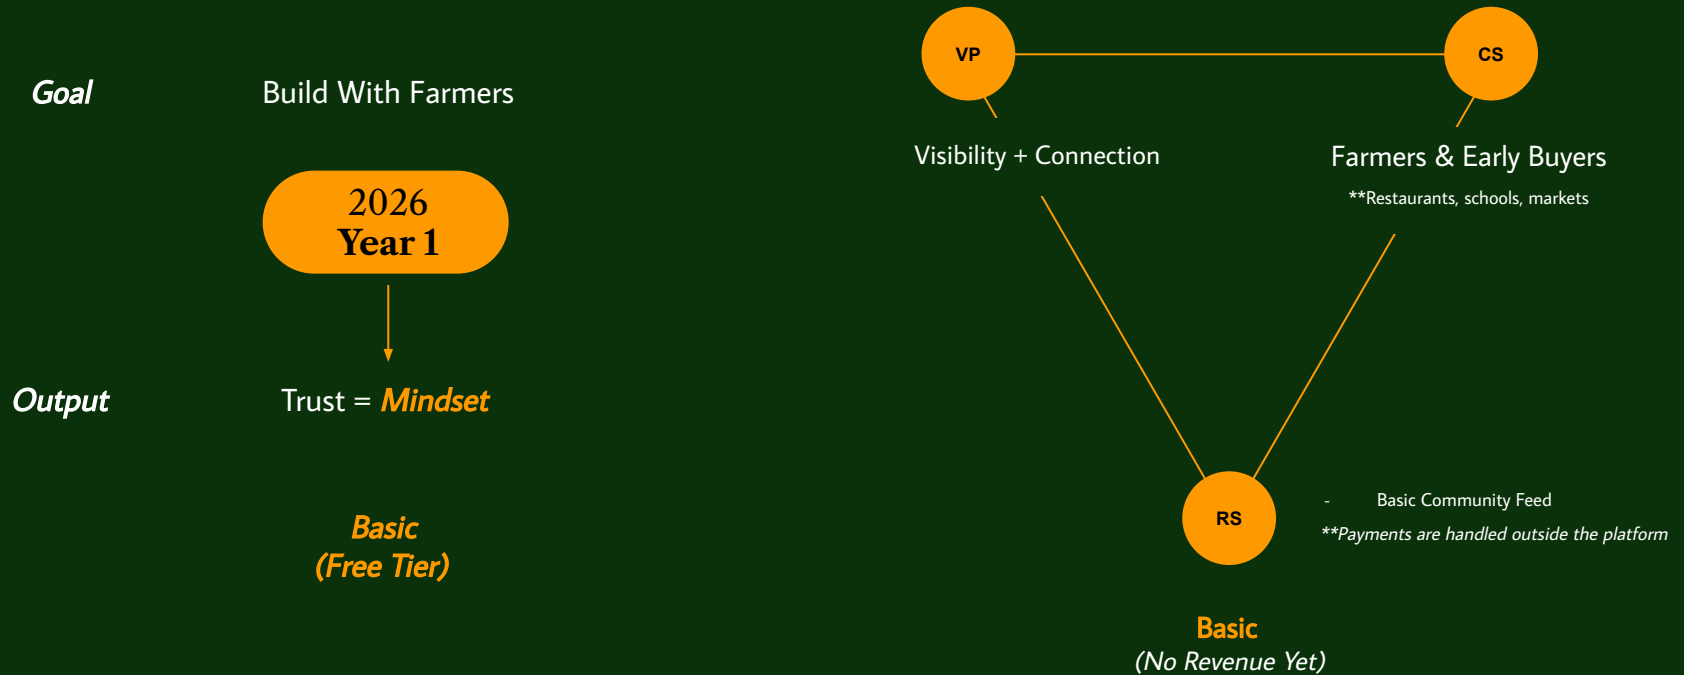 Goal
Build With Farmers
2026
Year 1
Output
Trust = Mindset
Basic
(Free Tier)
VP
CS
Visibility + Connection
Farmers & Early Buyers
**Restaurants, schools, markets
RS
- Basic Community Feed
**Payments are handled outside the platform
Basic
(No Revenue Yet)